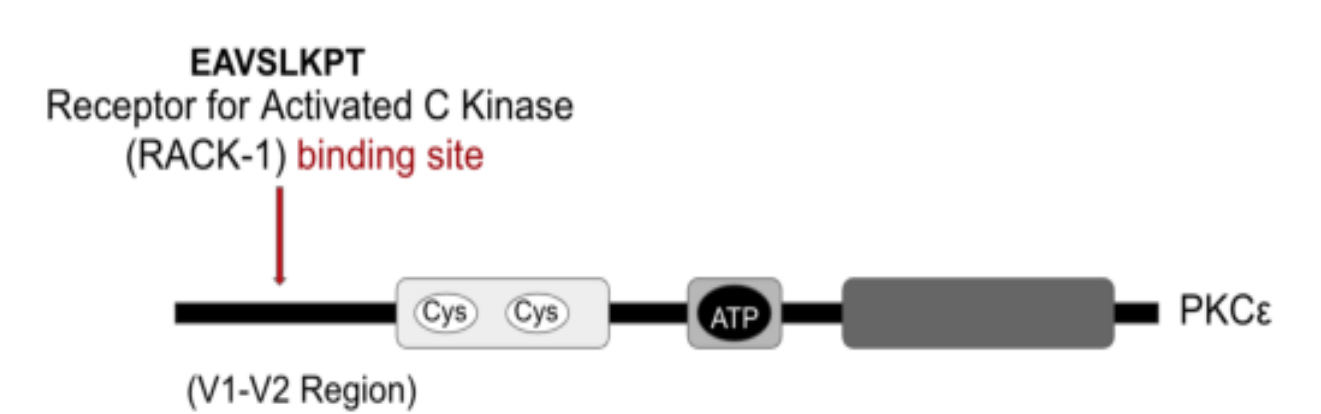 EAVSLKPT
Receptor for Activated C Kinase
(RACK-1) binding site
Cys Cys ATP PKCε
(V1-V2 Region)